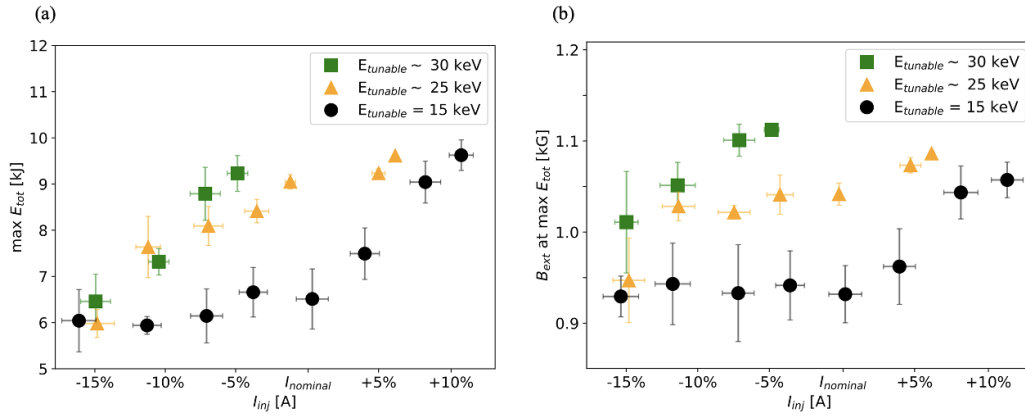 (a)
12
11
10
9
8
7
6
5
max E_tot [kJ]
E_tunable ~ 30 keV
E_tunable ~ 25 keV
E_tunable = 15 keV
-15% -10% -5% I_nominal +5% +10%
I_inj [A]
(b)
1.2
1.1
1.0
0.9
B_ext at max E_tot [kG]
E_tunable ~ 30 keV
E_tunable ~ 25 keV
E_tunable = 15 keV
-15% -10% -5% I_nominal +5% +10%
I_inj [A]